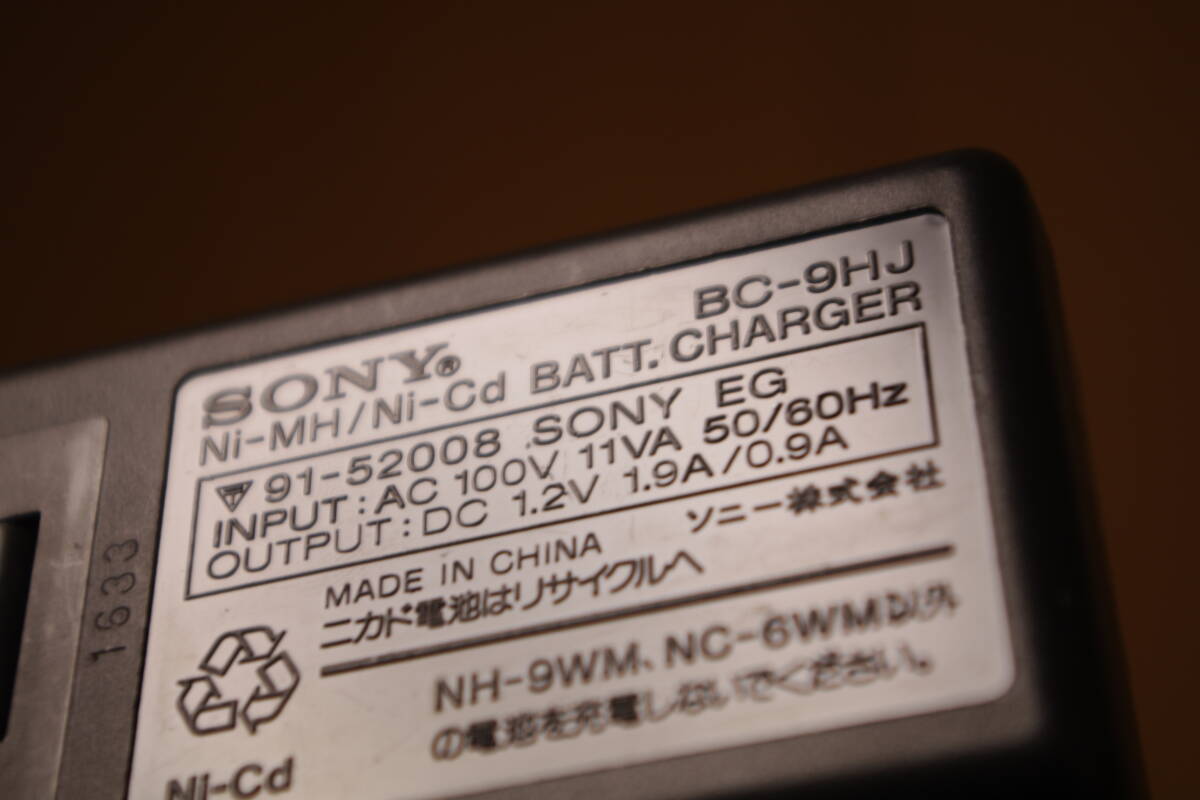 SONY®
BC-9HJ
Ni-MH/Ni-Cd BATT. CHARGER
91-52008 SONY EG
INPUT: AC 100V 11VA 50/60Hz
OUTPUT: DC 1.2V 1.9A/0.9A
MADE IN CHINA ソニー株式会社
ニカド電池はリサイクルへ
NH-9WM、NC-6WM以外
の電池を充電しないでください。
Ni-Cd
1633